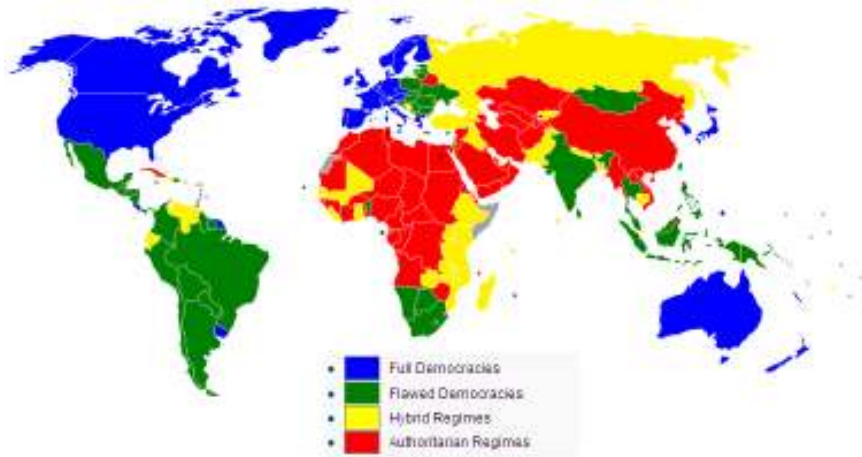 Full Democracies
Flawed Democracies
Hybrid Regimes
Authoritarian Regimes